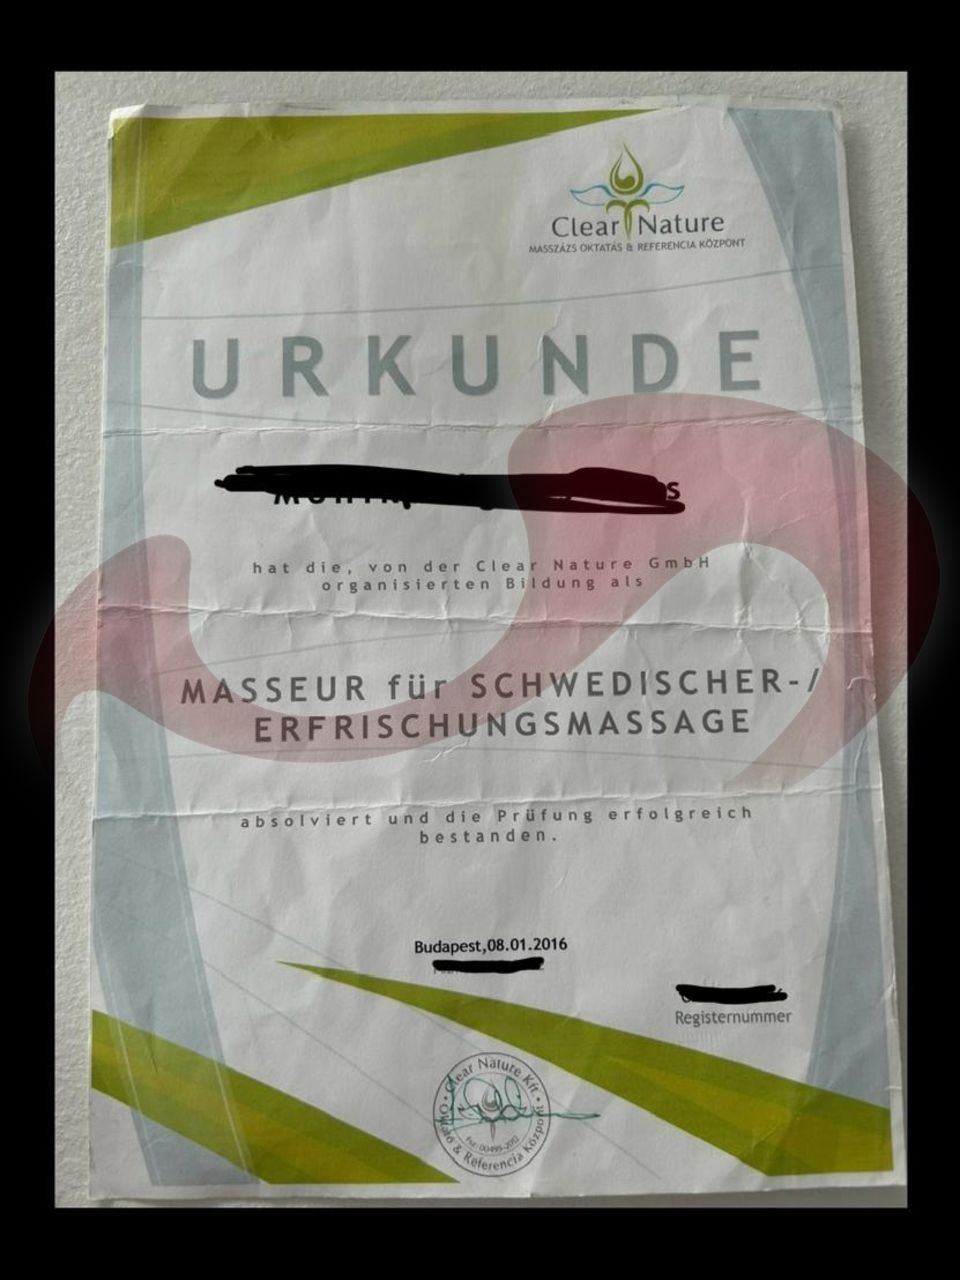 Clear Nature
MASSZÁZS OKTATÁS & REFERENCIA KÖZPONT
URKUNDE
hat die, von der Clear Nature GmbH
organisierten Bildung als
MASSEUR für SCHWEDISCHER-/
ERFRISCHUNGSMASSAGE
absolviert und die Prüfung erfolgreich
bestanden.
Budapest,08.01.2016
Registernummer
Clear Nature Kft.
Oktató & Referencia Központ